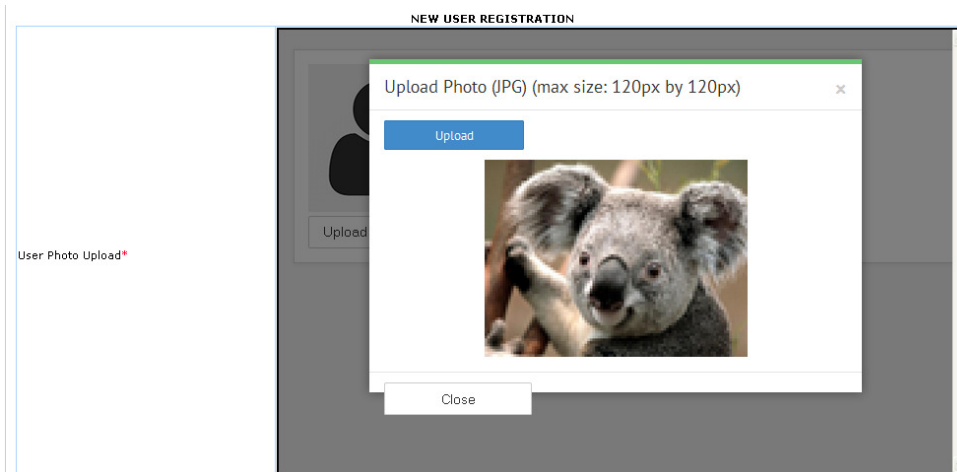 NEW USER REGISTRATION
Upload Photo (JPG) (max size: 120px by 120px)
×
Upload
Upload
User Photo Upload*
Close